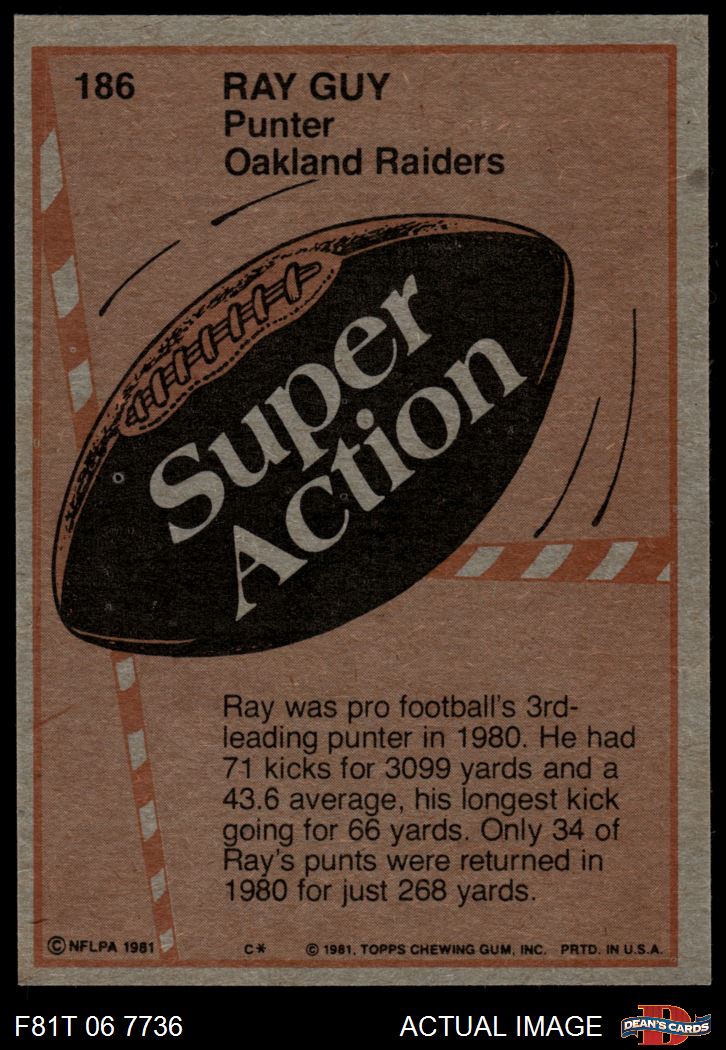 186
RAY GUY
Punter
Oakland Raiders
Super
Action
Ray was pro football's 3rd-
leading punter in 1980. He had
71 kicks for 3099 yards and a
43.6 average, his longest kick
going for 66 yards. Only 34 of
Ray's punts were returned in
1980 for just 268 yards.
© NFLPA 1981 C* © 1981, TOPPS CHEWING GUM, INC. PRTD. IN U.S.A.
F81T 06 7736 ACTUAL IMAGE D DEAN'S CARDS